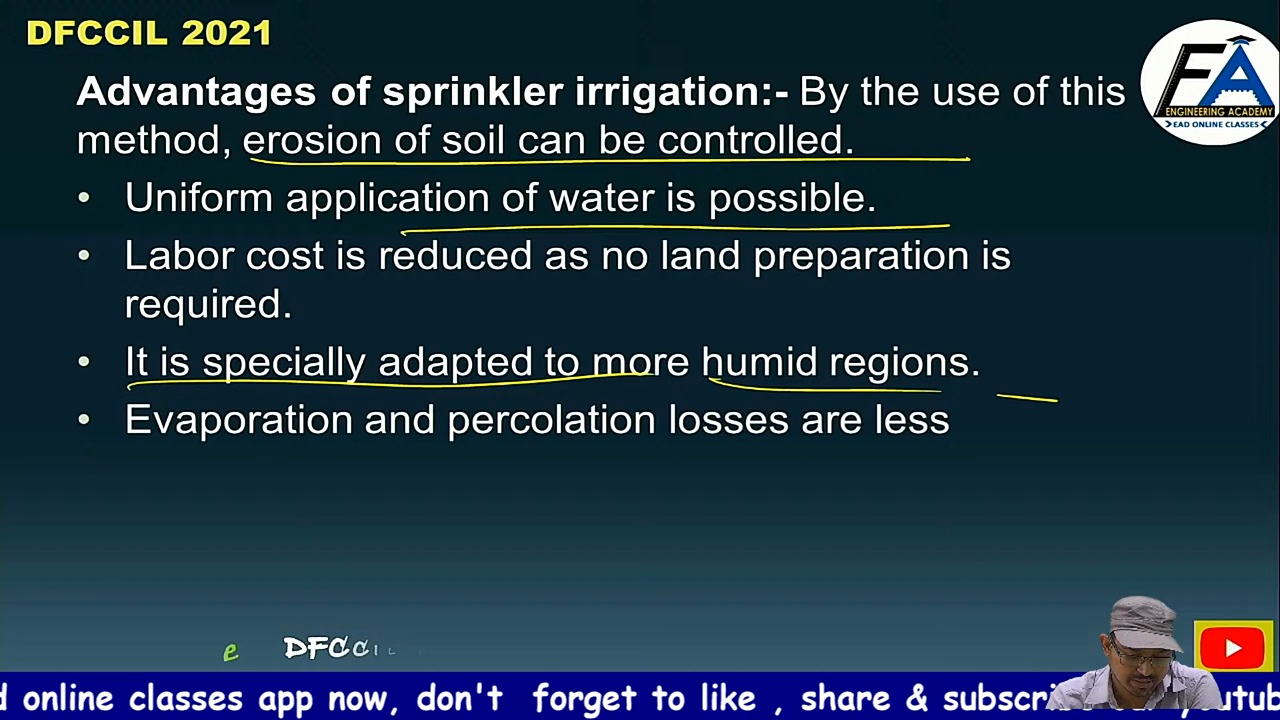 DFCCIL 2021
Advantages of sprinkler irrigation:- By the use of this
method, erosion of soil can be controlled.
• Uniform application of water is possible.
• Labor cost is reduced as no land preparation is
required.
• It is specially adapted to more humid regions.
• Evaporation and percolation losses are less
EA
ENGINEERING ACADEMY
EAD ONLINE CLASSES
e DFCCIL
d online classes app now, don't forget to like , share & subscri